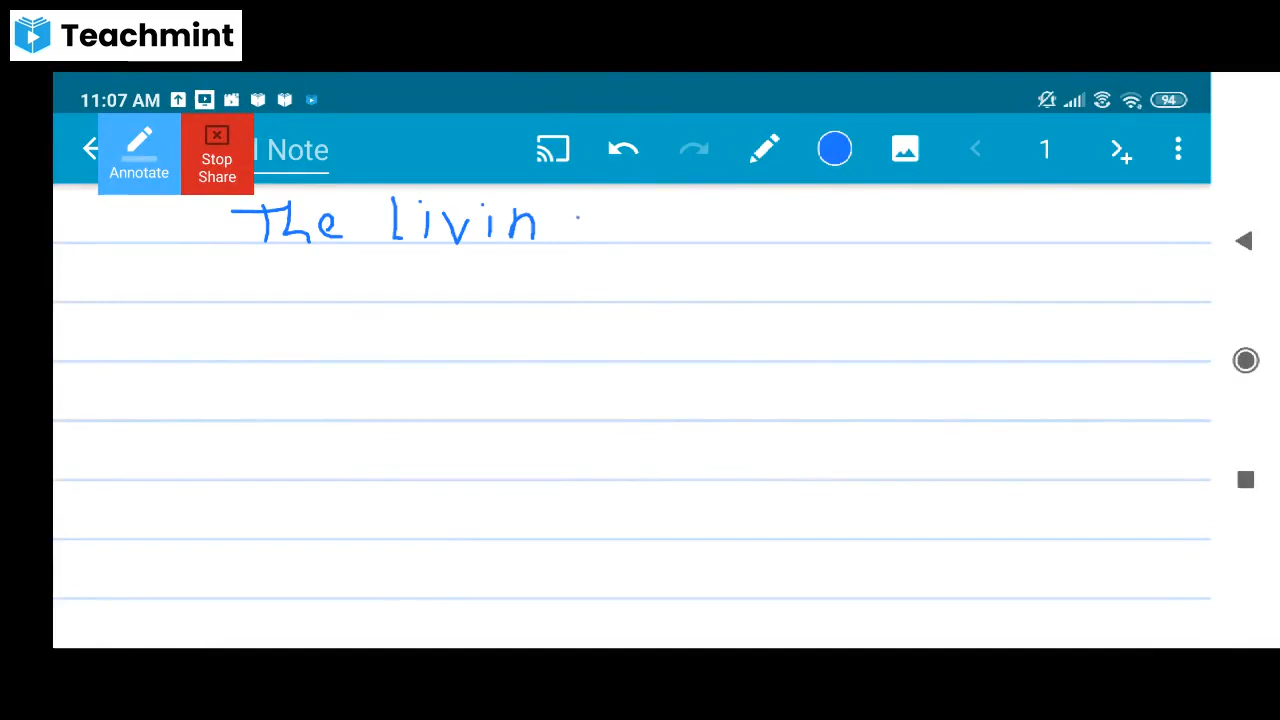 Teachmint
11:07 AM 94
Annotate
Stop Share
Note 1
The livin